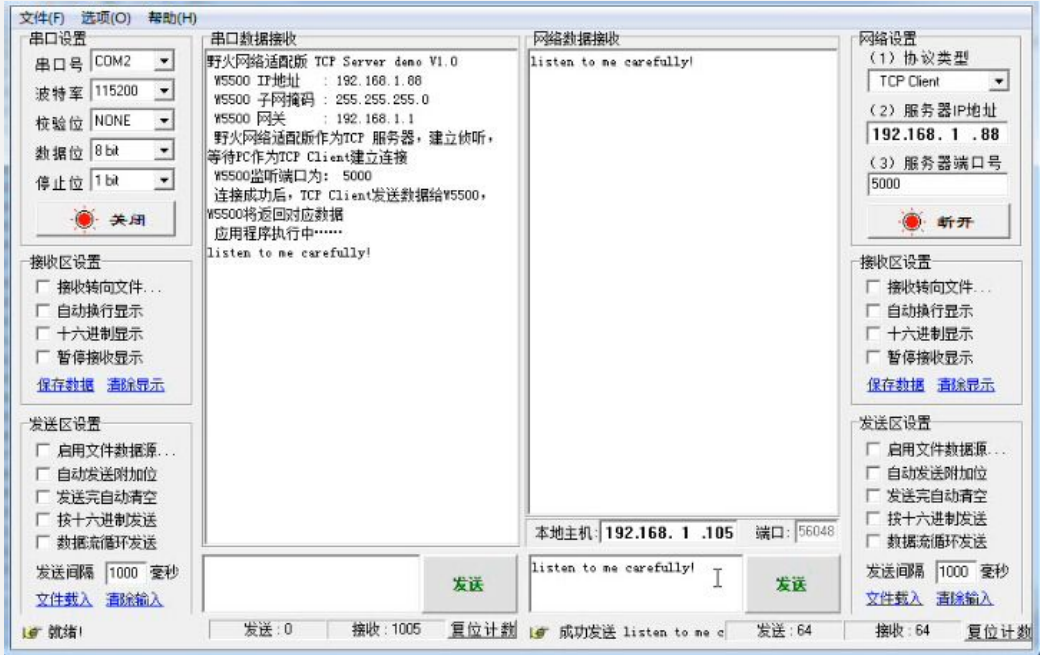 文件(F) 选项(O) 帮助(H)
串口设置
串口号 COM2
波特率 115200
校验位 NONE
数据位 8 bit
停止位 1 bit
关闭
接收区设置
接收转向文件...
自动换行显示
十六进制显示
暂停接收显示
保存数据 清除显示
发送区设置
启用文件数据源...
自动发送附加位
发送完自动清空
按十六进制发送
数据流循环发送
发送间隔 1000 毫秒
文件载入 清除输入
就绪!
串口数据接收
野火网络适配版 TCP Server demo V1.0
W5500 IP地址 : 192.168.1.88
W5500 子网掩码 : 255.255.255.0
W5500 网关 : 192.168.1.1
野火网络适配版作为TCP 服务器，建立侦听，
等待PC作为TCP Client建立连接
W5500监听端口为: 5000
连接成功后，TCP Client发送数据给W5500，
W5500将返回对应数据
应用程序执行中……
listen to me carefully!
发送
发送 : 0 接收 : 1005 复位计数
网络数据接收
listen to me carefully!
本地主机: 192.168. 1 .105 端口: 56048
listen to me carefully!
发送
成功发送 listen to me c 发送 : 64 接收 : 64 复位计数
网络设置
(1) 协议类型
TCP Client
(2) 服务器IP地址
192.168. 1 .88
(3) 服务器端口号
5000
断开
接收区设置
接收转向文件...
自动换行显示
十六进制显示
暂停接收显示
保存数据 清除显示
发送区设置
启用文件数据源...
自动发送附加位
发送完自动清空
按十六进制发送
数据流循环发送
发送间隔 1000 毫秒
文件载入 清除输入